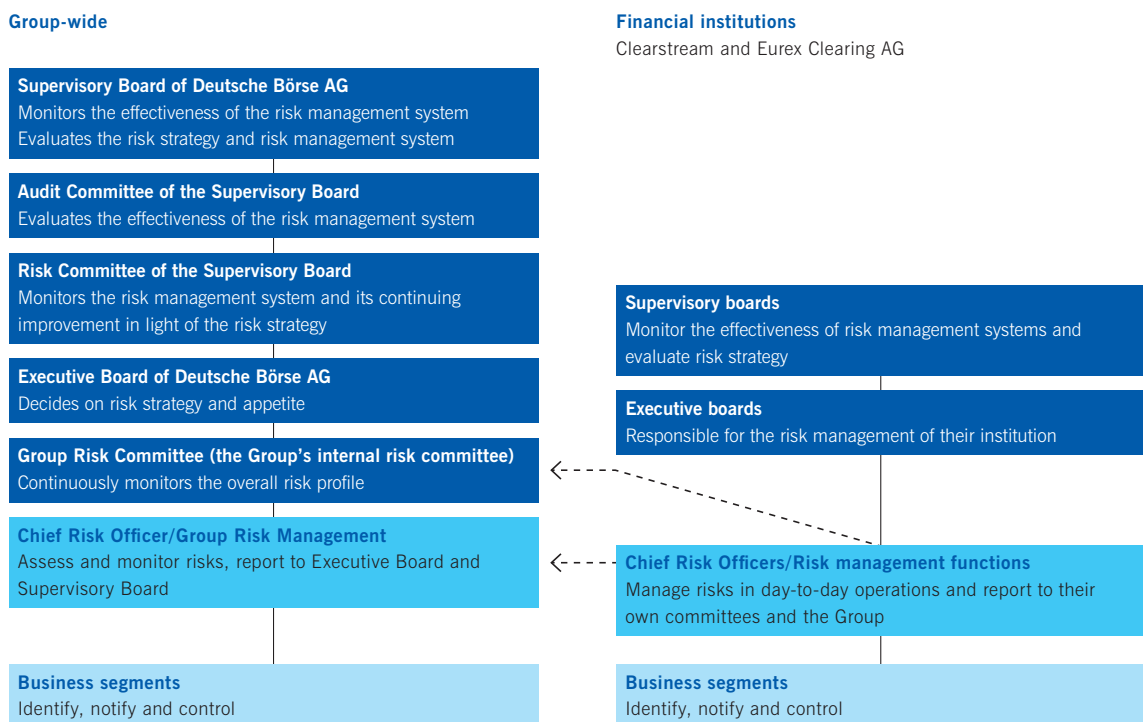 Group-wide
Supervisory Board of Deutsche Börse AG
Monitors the effectiveness of the risk management system
Evaluates the risk strategy and risk management system
Audit Committee of the Supervisory Board
Evaluates the effectiveness of the risk management system
Risk Committee of the Supervisory Board
Monitors the risk management system and its continuing
improvement in light of the risk strategy
Executive Board of Deutsche Börse AG
Decides on risk strategy and appetite
Group Risk Committee (the Group's internal risk committee)
Continuously monitors the overall risk profile
Chief Risk Officer/Group Risk Management
Assess and monitor risks, report to Executive Board and
Supervisory Board
Business segments
Identify, notify and control
Financial institutions
Clearstream and Eurex Clearing AG
Supervisory boards
Monitor the effectiveness of risk management systems and
evaluate risk strategy
Executive boards
Responsible for the risk management of their institution
Chief Risk Officers/Risk management functions
Manage risks in day-to-day operations and report to their
own committees and the Group
Business segments
Identify, notify and control